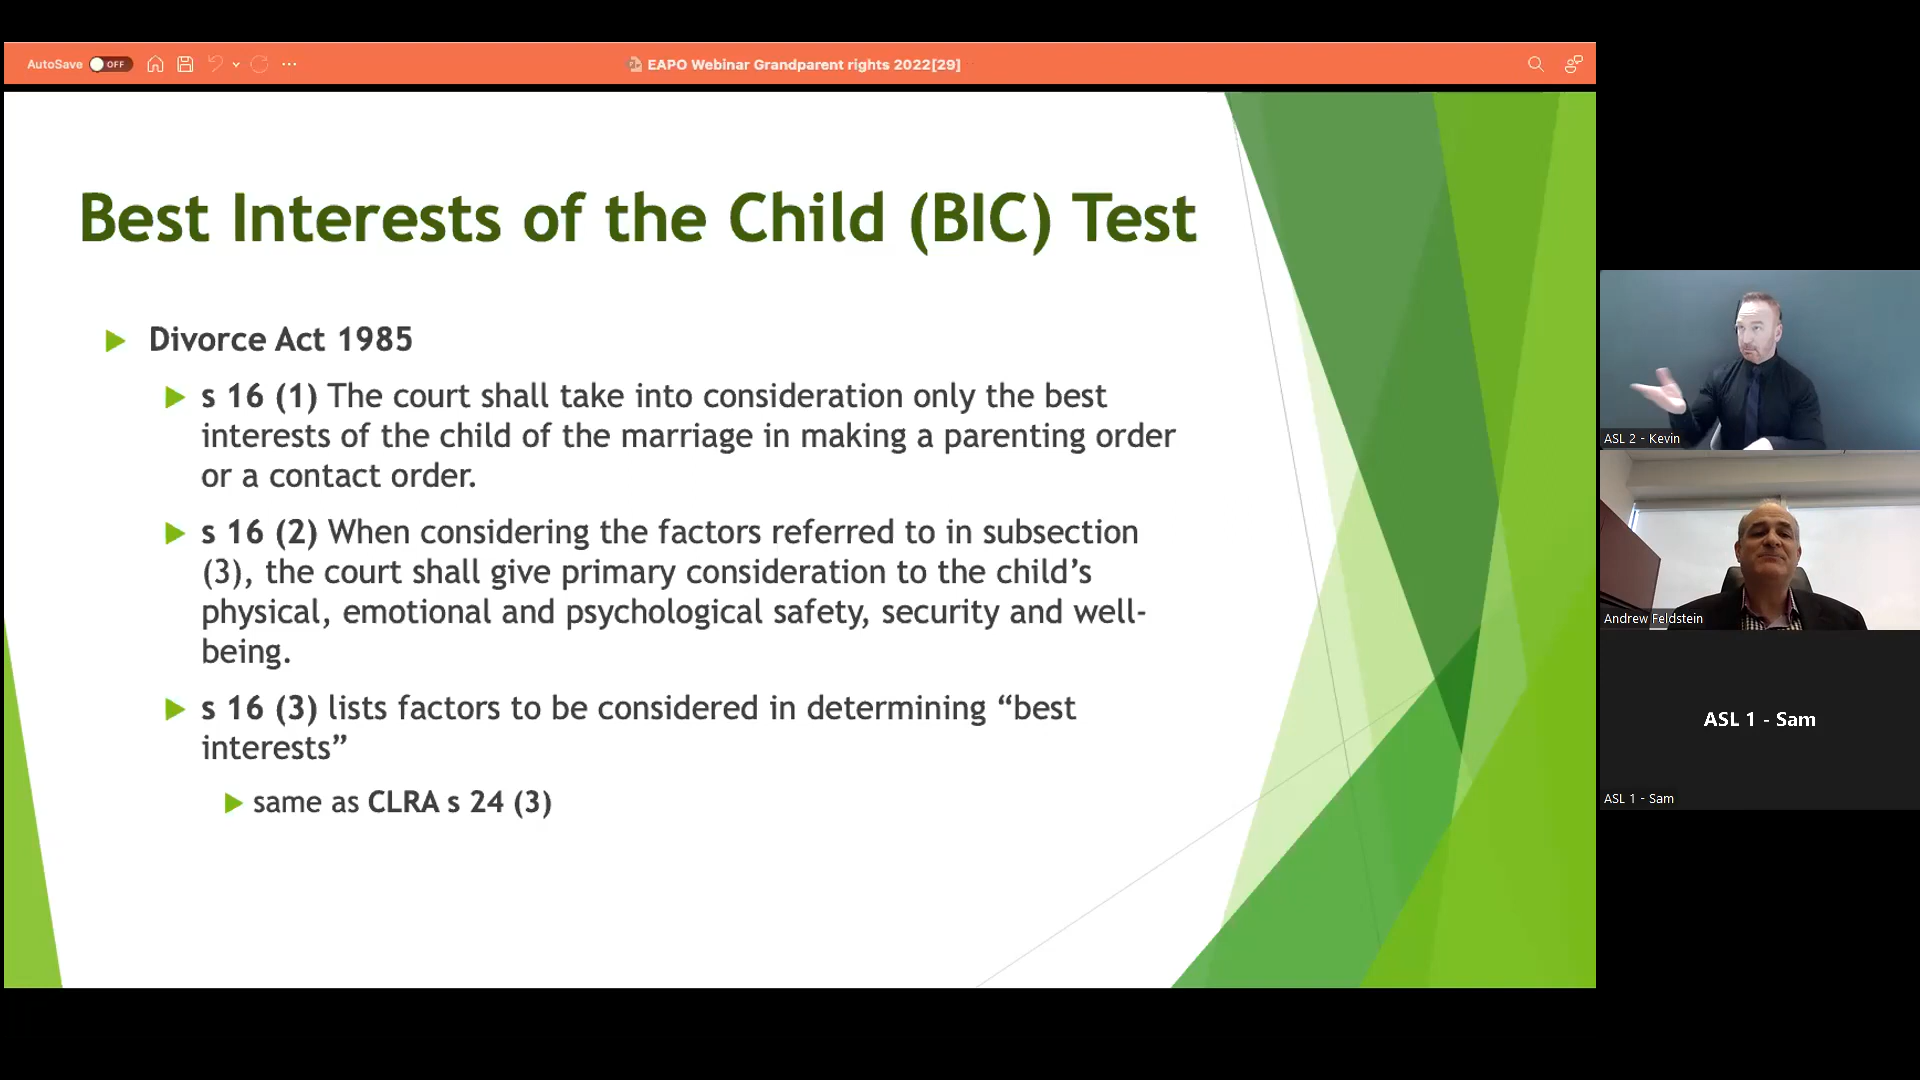 AutoSave OFF
EAPO Webinar Grandparent rights 2022[29]
Best Interests of the Child (BIC) Test
Divorce Act 1985
s 16 (1) The court shall take into consideration only the best
interests of the child of the marriage in making a parenting order
or a contact order.
s 16 (2) When considering the factors referred to in subsection
(3), the court shall give primary consideration to the child’s
physical, emotional and psychological safety, security and well-
being.
s 16 (3) lists factors to be considered in determining “best
interests”
same as CLRA s 24 (3)
ASL 2 - Kevin
Andrew Feldstein
ASL 1 - Sam
ASL 1 - Sam